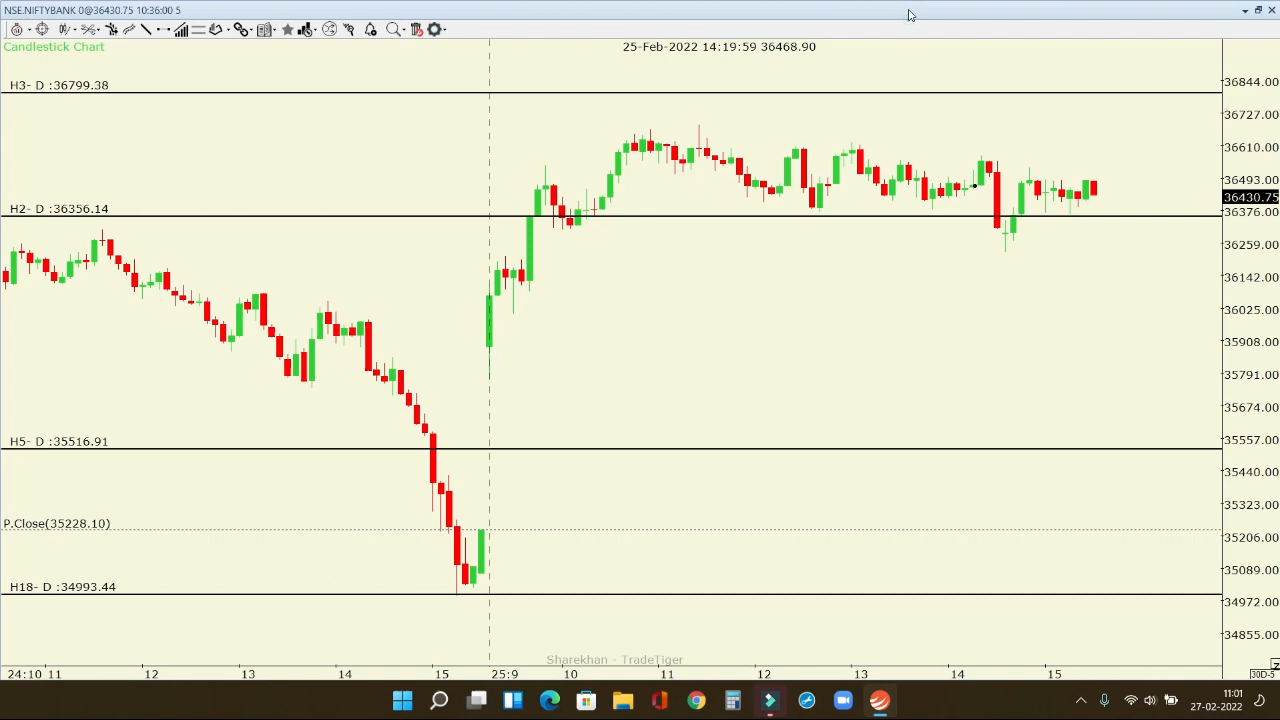 NSE.NIFTYBANK 0@36430.75 10:36:00 5
Candlestick Chart
25-Feb-2022 14:19:59 36468.90
H3- D :36799.38
H2- D :36356.14
H5- D :35516.91
P.Close(35228.10)
H18- D :34993.44
36844.00
36727.00
36610.00
36493.00
36430.75
36376.00
36259.00
36142.00
36025.00
35908.00
35791.00
35674.00
35557.00
35440.00
35323.00
35206.00
35089.00
34972.00
34855.00
Sharekhan - TradeTiger
24:10 11 12 13 14 15 25:9 10 11 12 13 14 15
Z
30D-5
11:01
27-02-2022